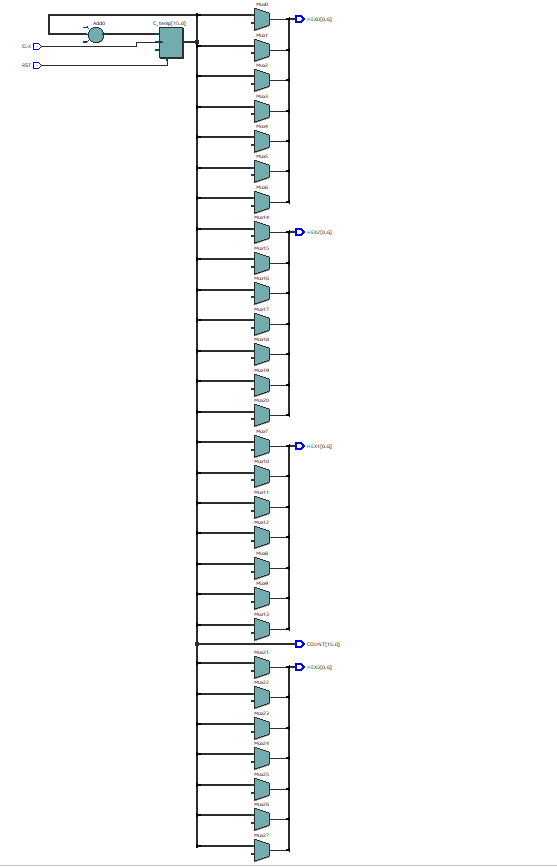 Mux0
HEX0[0..6]
Add0
C_temp[15..0]
CLK
Mux1
RST
Mux2
Mux3
Mux4
Mux5
Mux6
Mux14
HEX2[0..6]
Mux15
Mux16
Mux17
Mux18
Mux19
Mux20
Mux7
HEX1[0..6]
Mux10
Mux11
Mux12
Mux8
Mux9
Mux13
COUNT[15..0]
Mux21
HEX3[0..6]
Mux22
Mux23
Mux24
Mux25
Mux26
Mux27